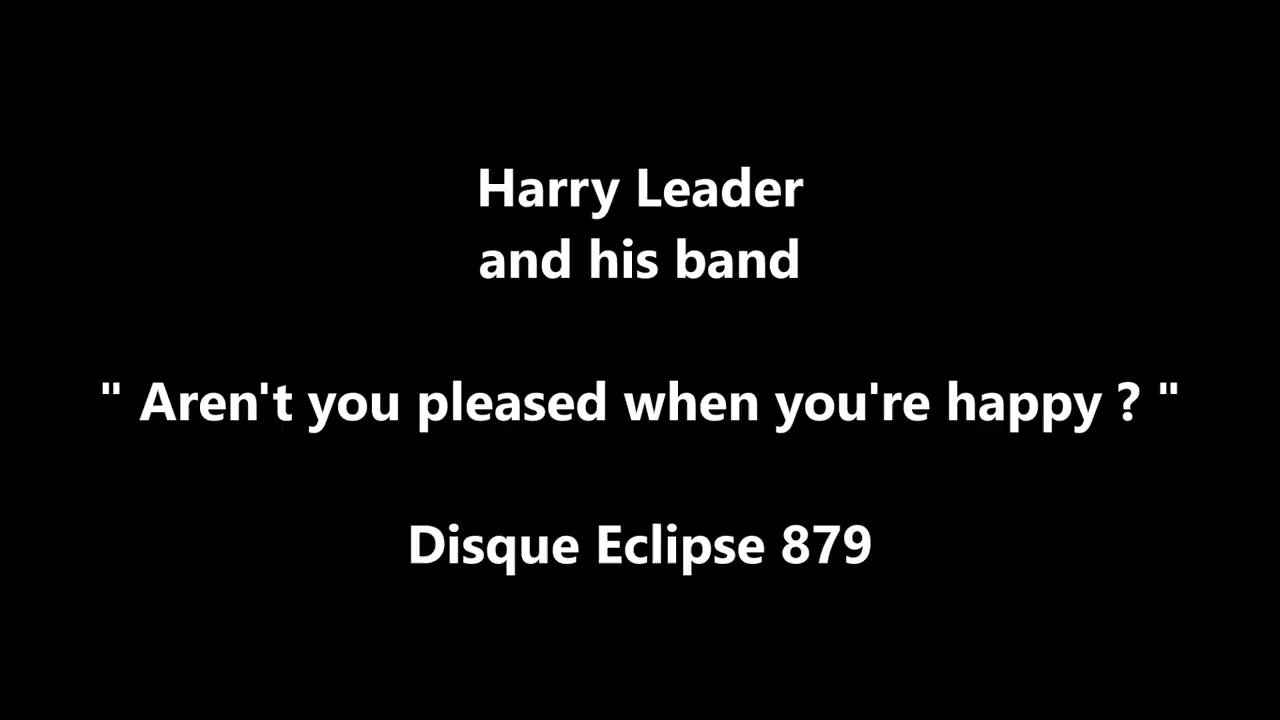 Harry Leader
and his band
" Aren't you pleased when you're happy ? "
Disque Eclipse 879